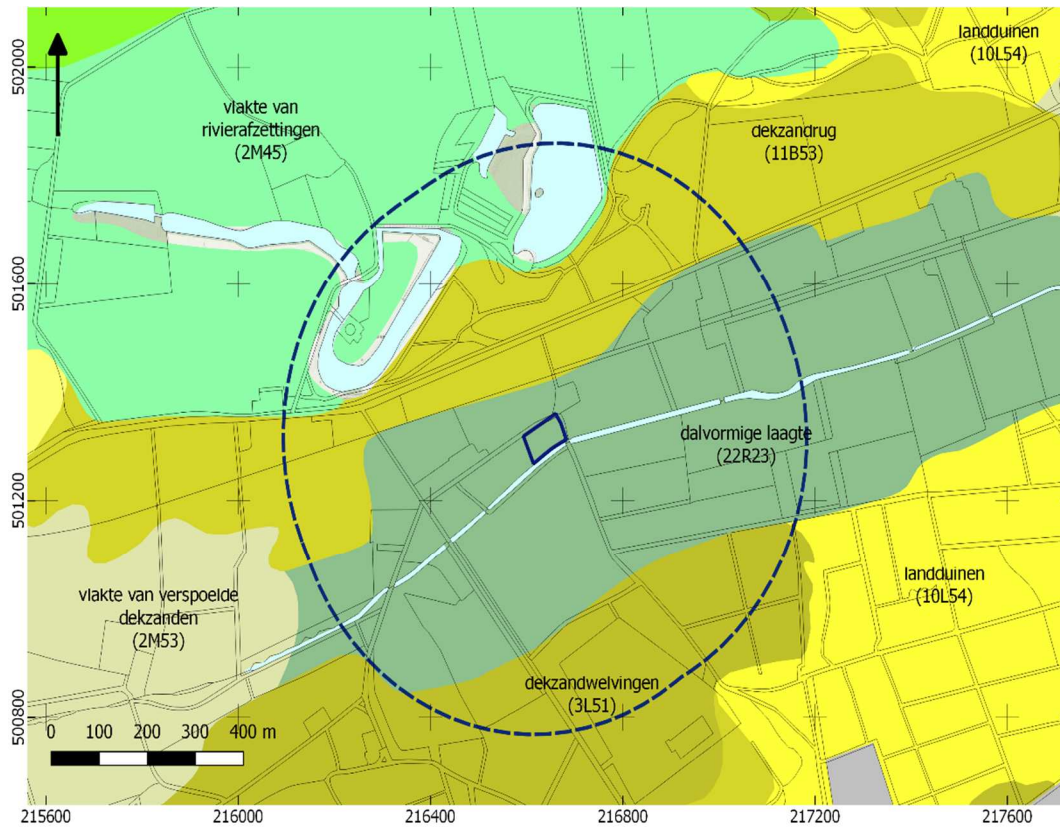 landduinen
(10L54)
502000
vlakte van
rivierafzettingen
(2M45)
dekzandrug
(11B53)
501600
dalvormige laagte
(22R23)
501200
landduinen
(10L54)
vlakte van verspoelde
dekzanden
(2M53)
dekzandwelvingen
(3L51)
500800
0 100 200 300 400 m
215600 216000 216400 216800 217200 217600